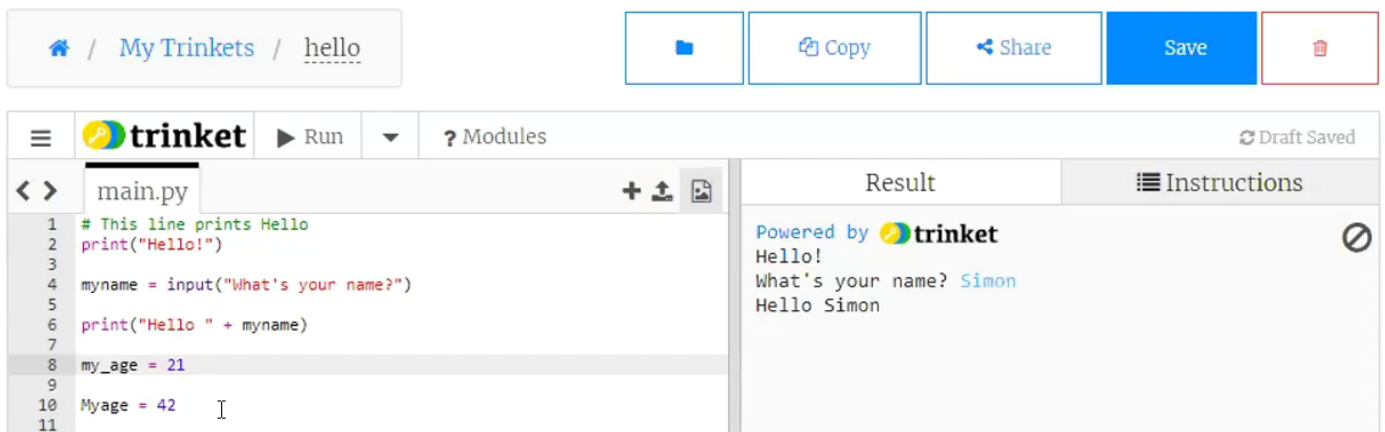 / My Trinkets / hello
Copy
Share
Save
trinket
Run
? Modules
Draft Saved
main.py
Result
Instructions
1 # This line prints Hello
2 print("Hello!")
3
4 myname = input("What's your name?")
5
6 print("Hello " + myname)
7
8 my_age = 21
9
10 Myage = 42
11
Powered by trinket
Hello!
What's your name? Simon
Hello Simon